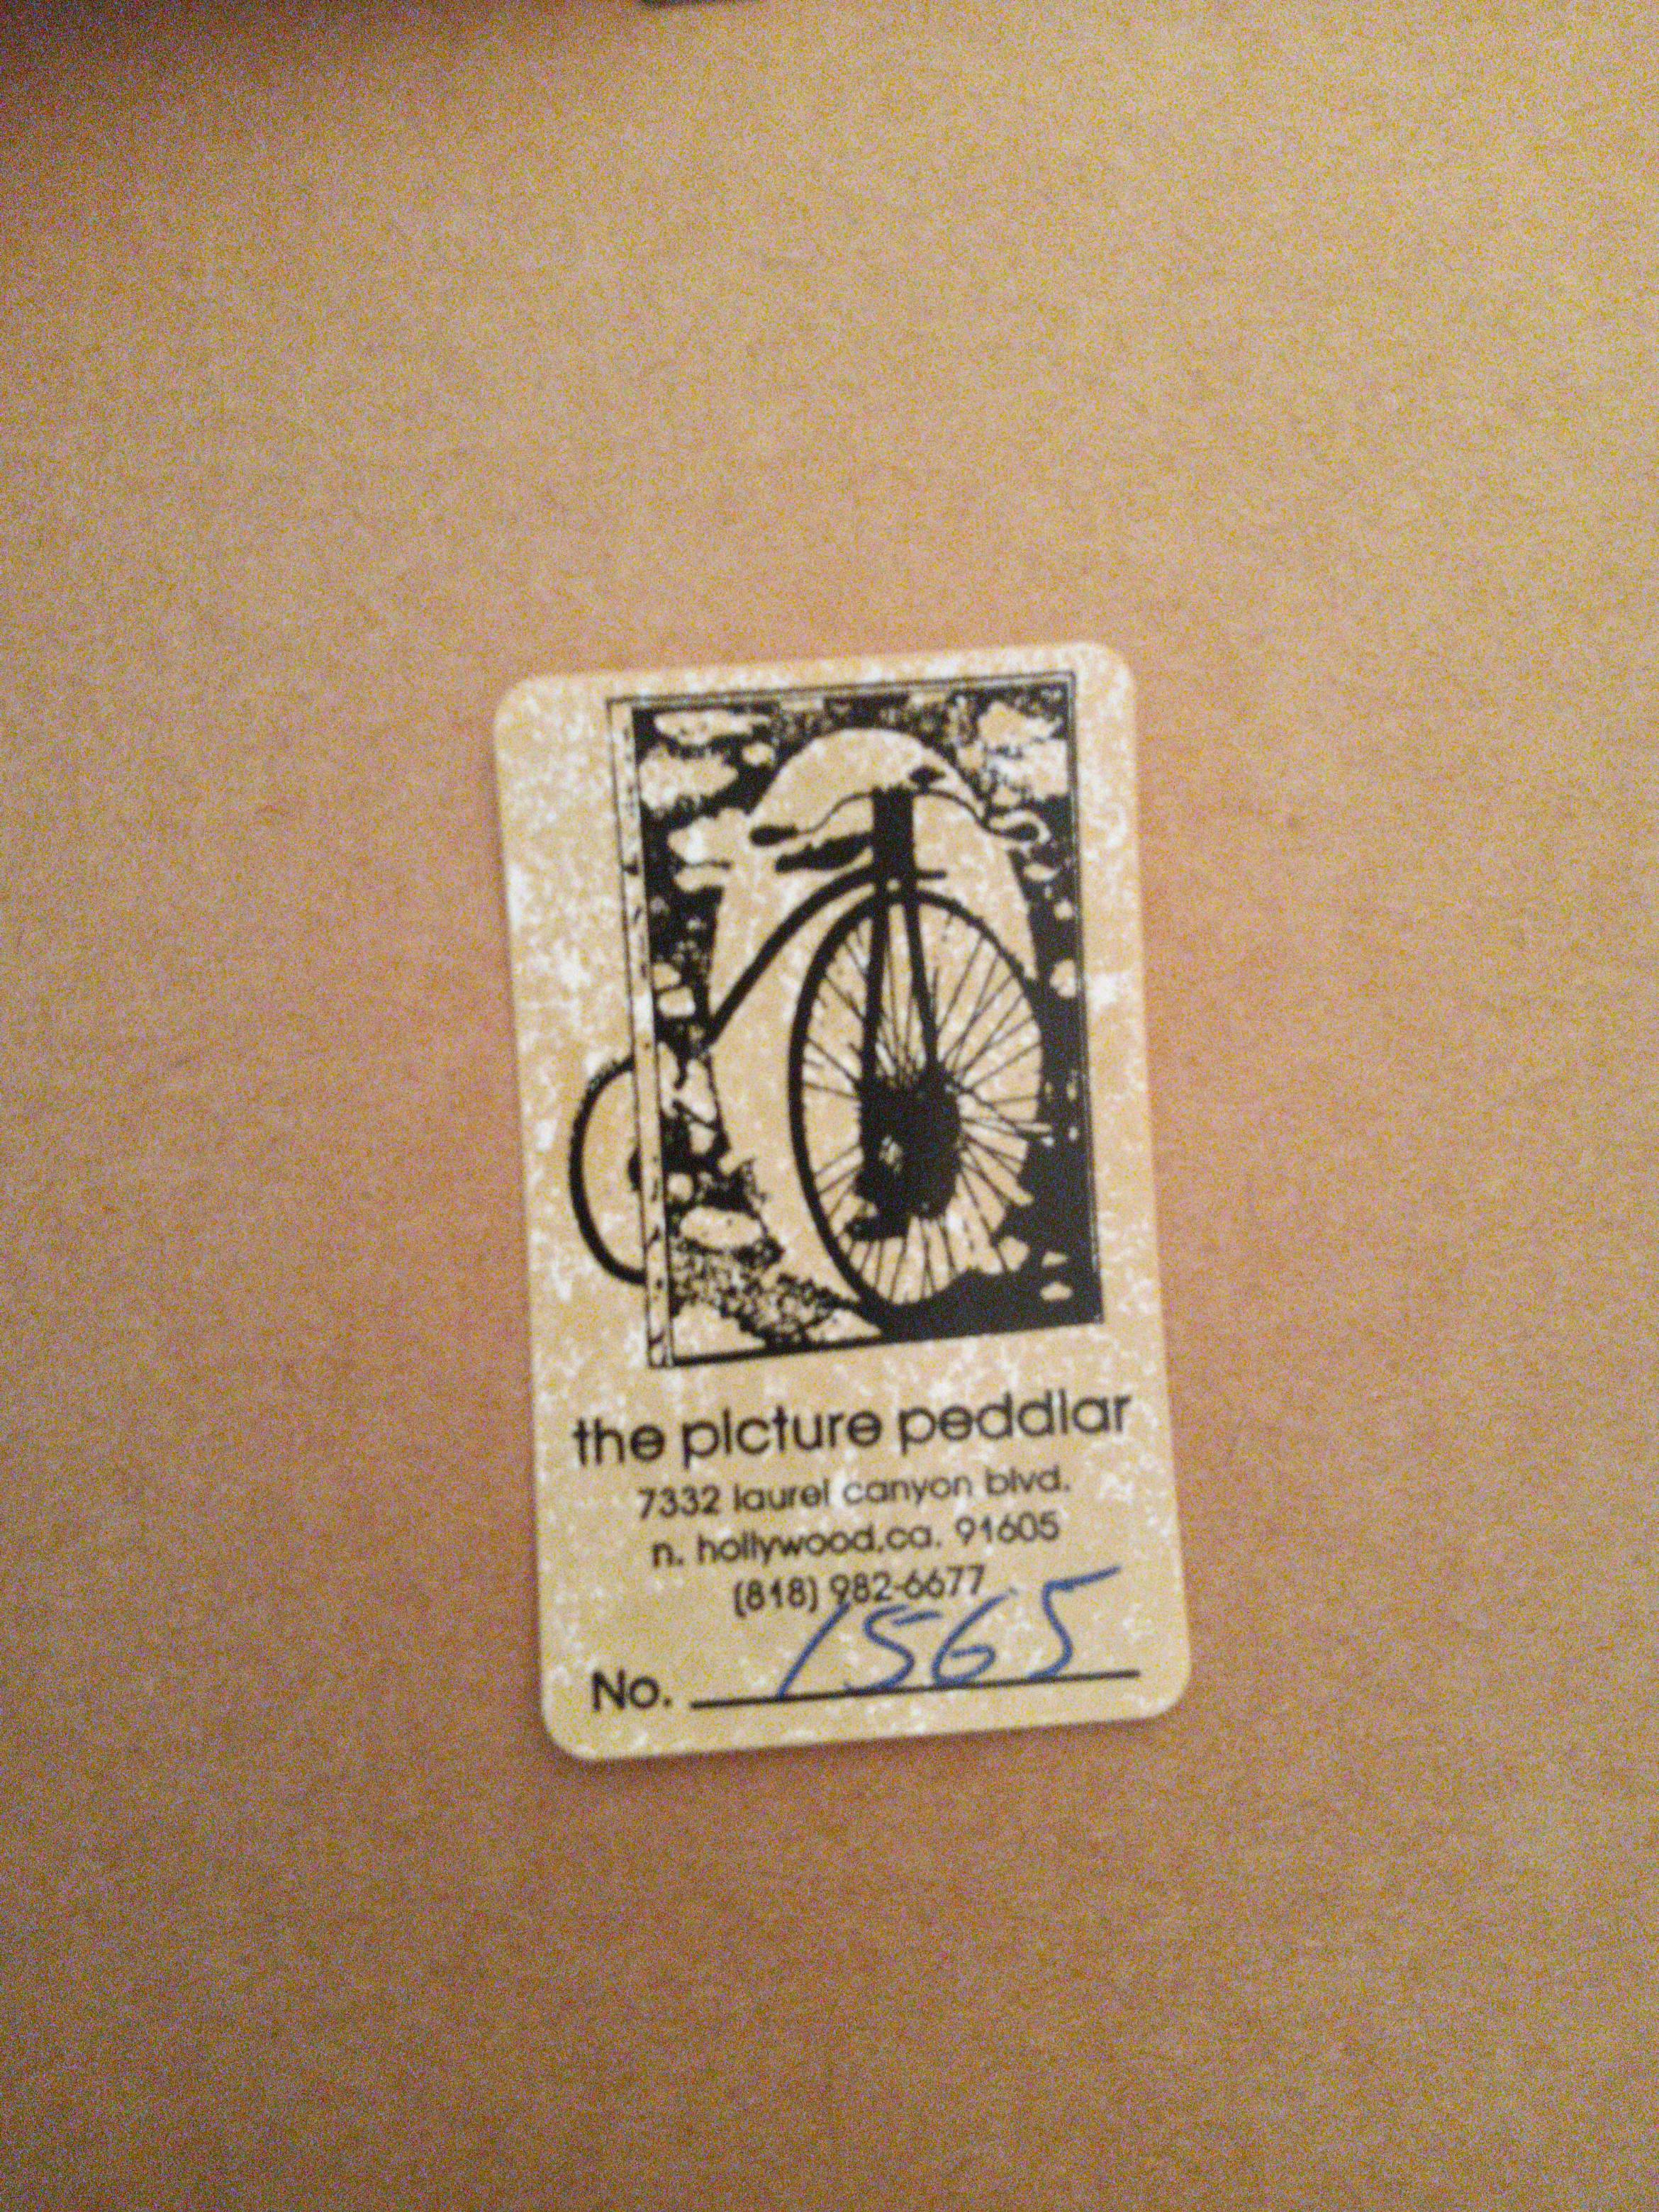 the picture peddlar
7332 laurel canyon blvd.
n. hollywood,ca. 91605
(818) 982-6677
No. 1565